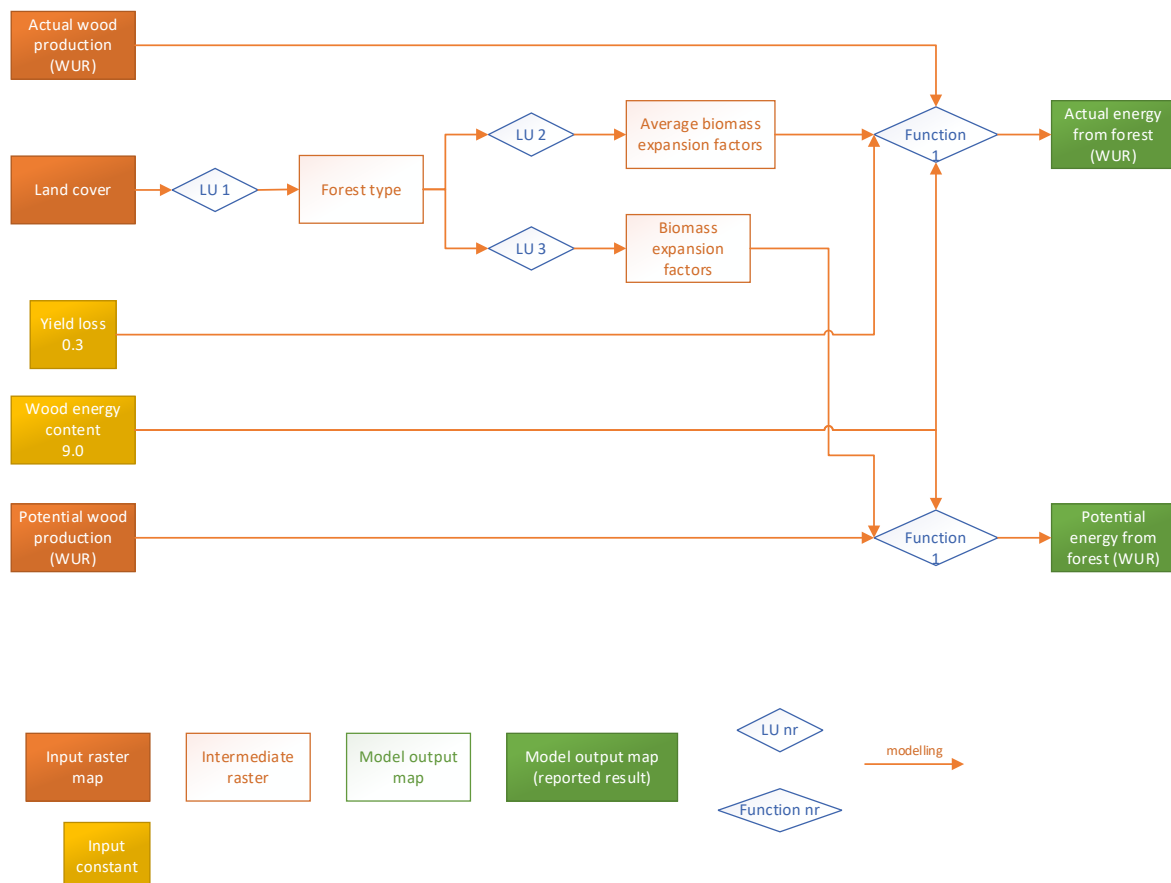 Actual wood
production
(WUR)
LU 2
Average biomass
expansion factors
Function
1
Actual energy
from forest
(WUR)
Land cover
LU 1
Forest type
LU 3
Biomass
expansion
factors
Yield loss
0.3
Wood energy
content
9.0
Potential wood
production
(WUR)
Function
1
Potential
energy from
forest (WUR)
Input raster
map
Intermediate
raster
Model output
map
Model output map
(reported result)
LU nr
modelling
Function nr
Input
constant